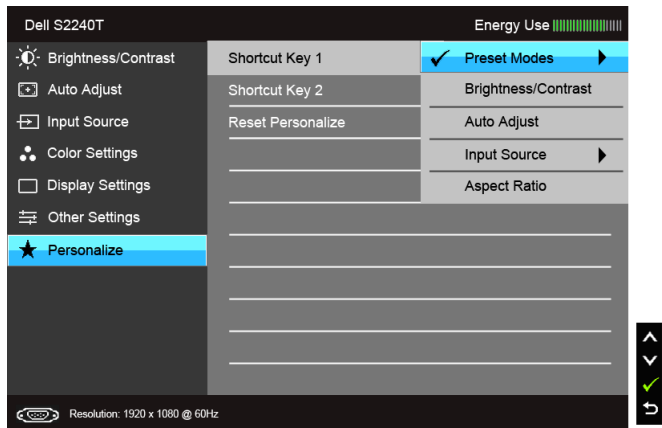 Dell S2240T
Energy Use
Brightness/Contrast
Auto Adjust
Input Source
Color Settings
Display Settings
Other Settings
Personalize
Shortcut Key 1
Shortcut Key 2
Reset Personalize
Preset Modes
Brightness/Contrast
Auto Adjust
Input Source
Aspect Ratio
Resolution: 1920 x 1080 @ 60Hz